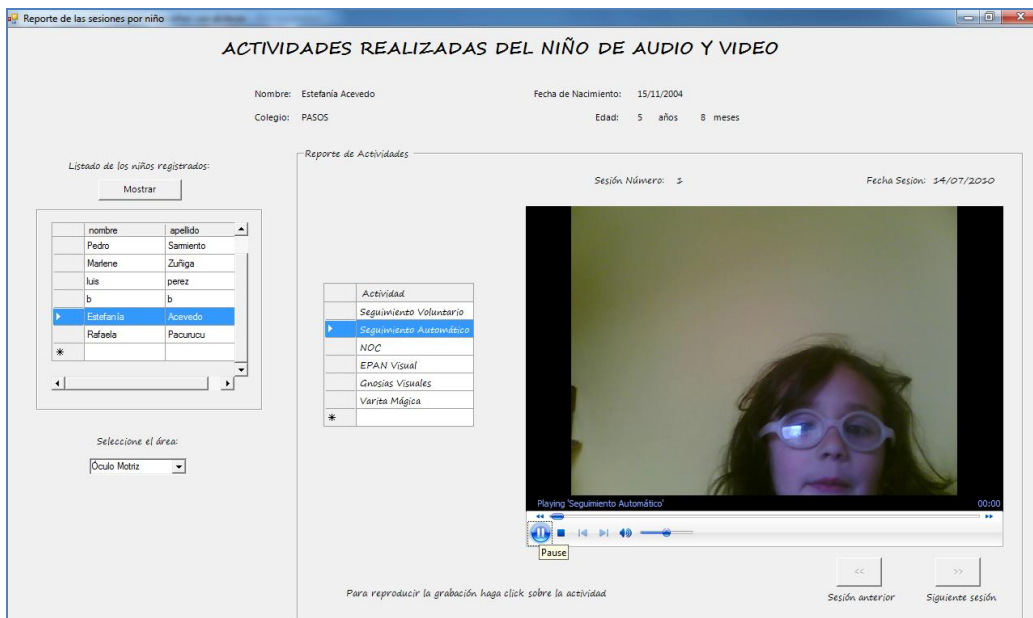 Reporte de las sesiones por niño
ACTIVIDADES REALIZADAS DEL NIÑO DE AUDIO Y VIDEO
Nombre: Estefanía Acevedo Fecha de Nacimiento: 15/11/2004
Colegio: PASOS Edad: 5 años 8 meses
Listado de los niños registrados:
Mostrar
nombre apellido
Pedro Sarmiento
Marlene Zuñiga
luis perez
b b
Estefanía Acevedo
Rafaela Pacurucu
Seleccione el área:
Óculo Motriz
Reporte de Actividades
Sesión Número: 1 Fecha Sesion: 14/07/2010
Actividad
Seguimiento Voluntario
Seguimiento Automático
NOC
EPAN Visual
Gnosias Visuales
Varita Mágica
Playing 'Seguimiento Automático' 00:00
Pause
Para reproducir la grabación haga click sobre la actividad
<< >>
Sesión anterior Siguiente sesión